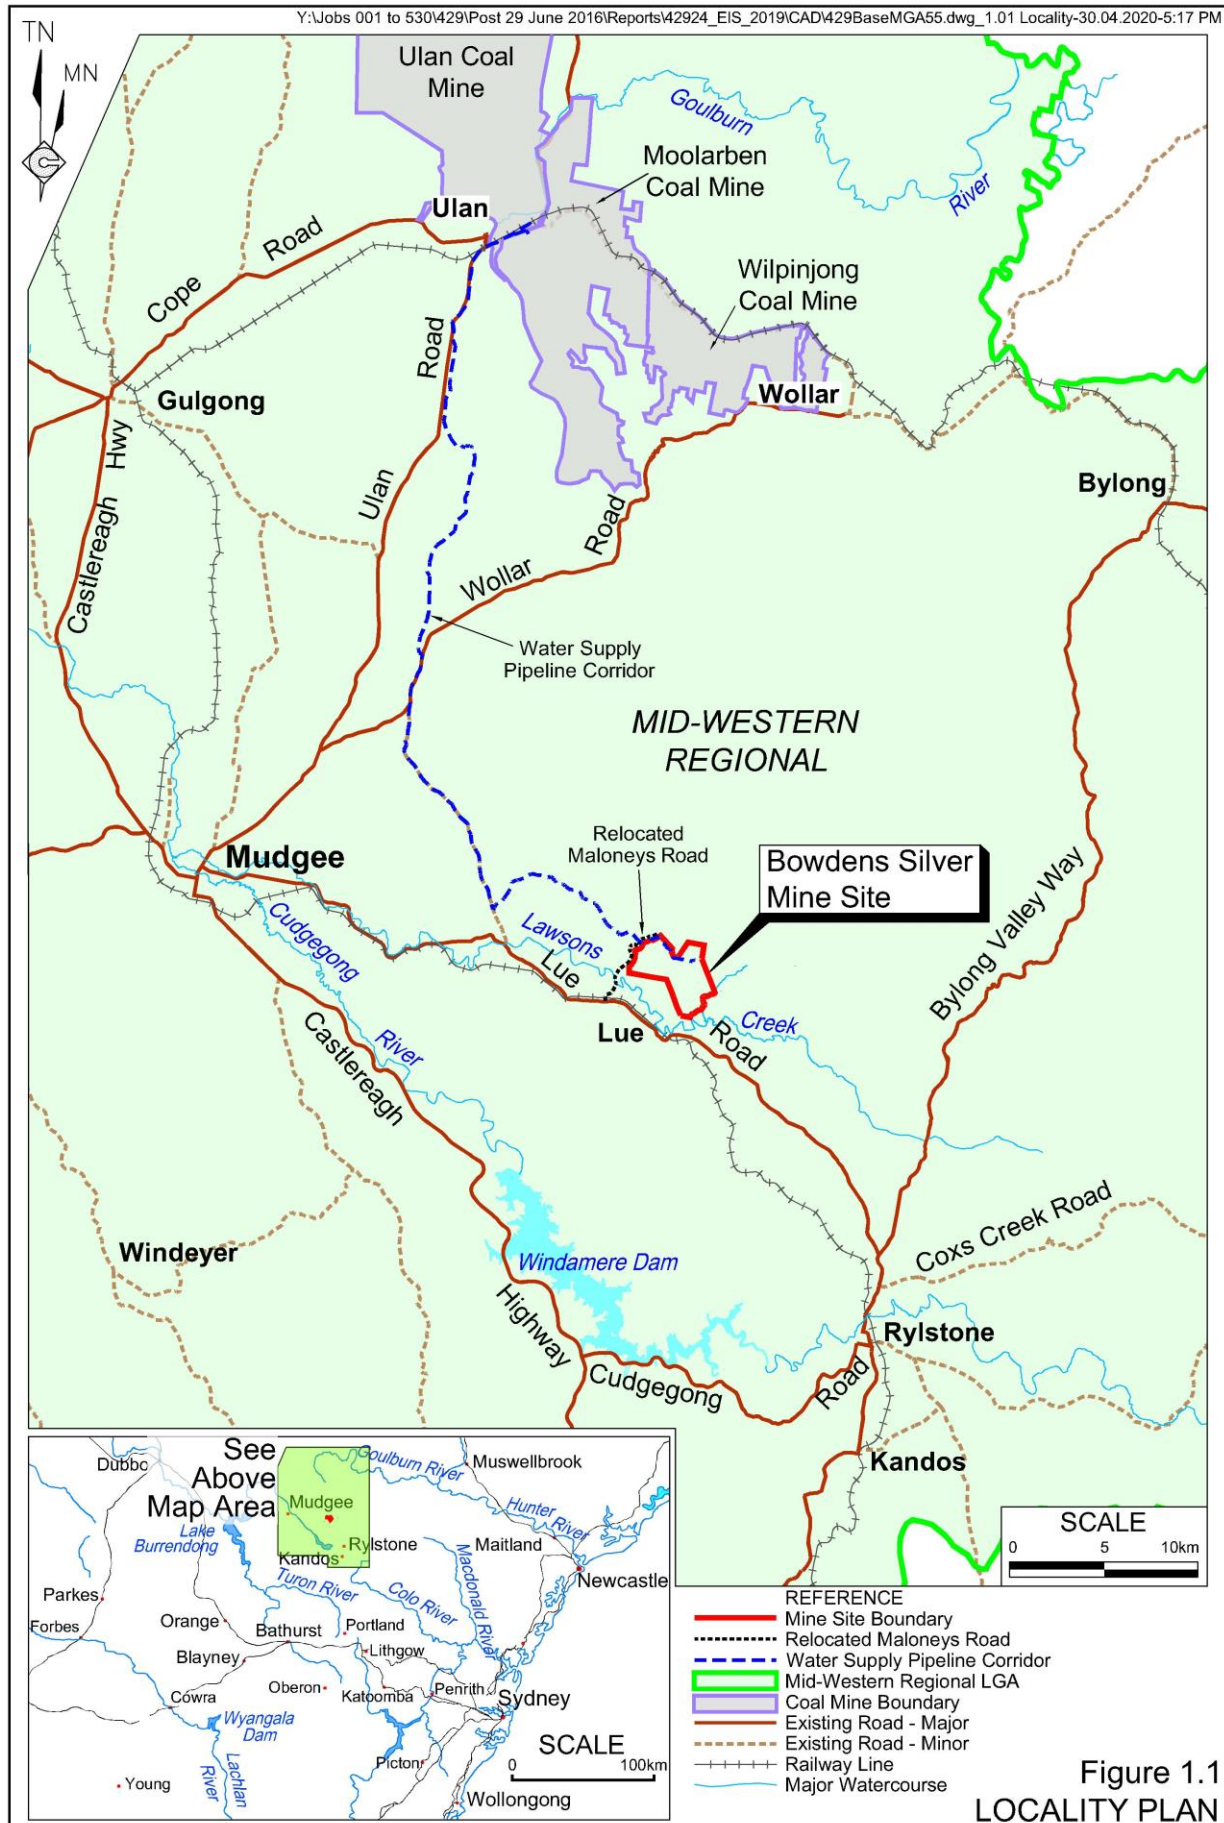 Y:\Jobs 001 to 530\429\Post 29 June 2016\Reports\42924_EIS_2019\CAD\429BaseMGA55.dwg_1.01 Locality-30.04.2020-5:17 PM
TN
MN
Ulan Coal
Mine
Goulburn
River
Moolarben
Coal Mine
Ulan
Road
Cope
Wilpinjong
Coal Mine
Road
Gulgong
Wollar
Hwy
Castlereagh
Ulan
Bylong
Road
Wollar
Water Supply
Pipeline Corridor
MID-WESTERN
REGIONAL
Relocated
Maloneys Road
Bowdens Silver
Mine Site
Mudgee
Cudgegong
River
Lawsons
Creek
Lue
Road
Lue
Bylong Valley Way
Castlereagh
Highway
Windeyer
Windamere Dam
Coxs Creek Road
Rylstone
Cudgegong
Road
Kandos
See
Above
Map Area
Dubbo
Goulburn River
Muswellbrook
Mudgee
Hunter River
Lake
Burrendong
Rylstone
Kandos
Maitland
Macdonald River
Newcastle
Turon River
Colo River
Parkes
Forbes
Orange
Bathurst
Portland
Lithgow
Blayney
Oberon
Katoomba
Penrith
Sydney
Cowra
Wyangala
Dam
Lachlan
River
Picton
Young
Wollongong
SCALE
0
100km
SCALE
0
5
10km
REFERENCE
Mine Site Boundary
Relocated Maloneys Road
Water Supply Pipeline Corridor
Mid-Western Regional LGA
Coal Mine Boundary
Existing Road - Major
Existing Road - Minor
Railway Line
Major Watercourse
Figure 1.1
LOCALITY PLAN